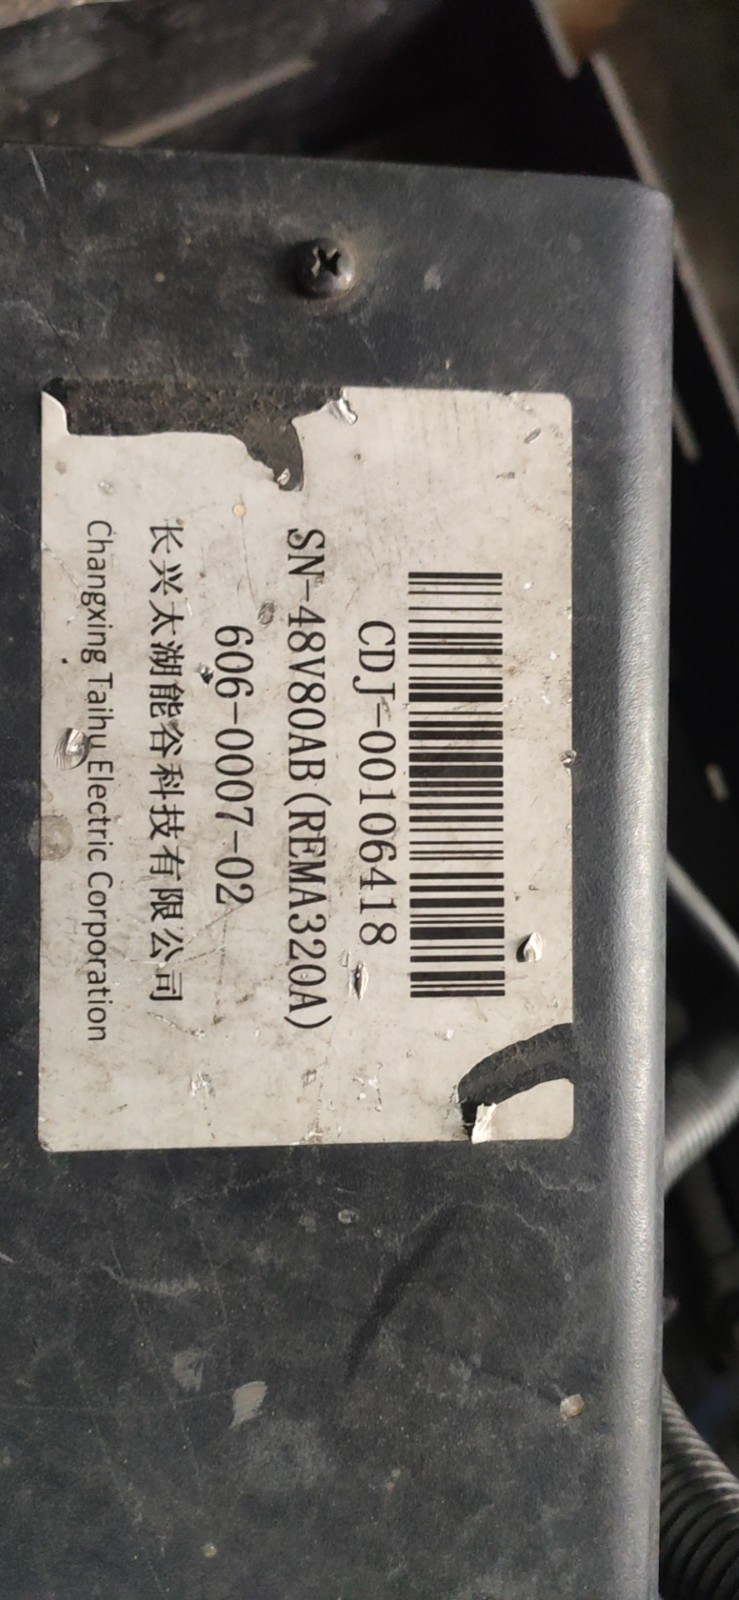 CDJ-00106418
SN-48V80AB(REMA320A)
606-0007-02
长兴太湖能谷科技有限公司
Changxing Taihu Electric Corporation